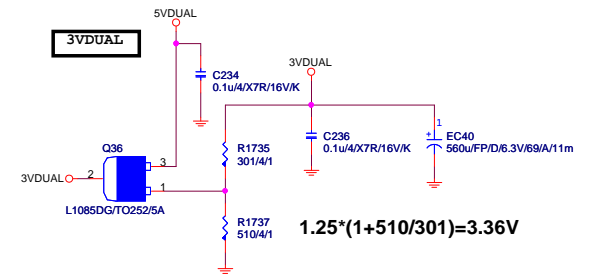 5VDUAL
3VDUAL
C234
0.1u/4/X7R/16V/K
3VDUAL
Q36
3
3VDUAL
2
1
L1085DG/TO252/5A
R1735
301/4/1
C236
0.1u/4/X7R/16V/K
1
+
EC40
560u/FP/D/6.3V/69/A/11m
R1737
510/4/1
1.25*(1+510/301)=3.36V